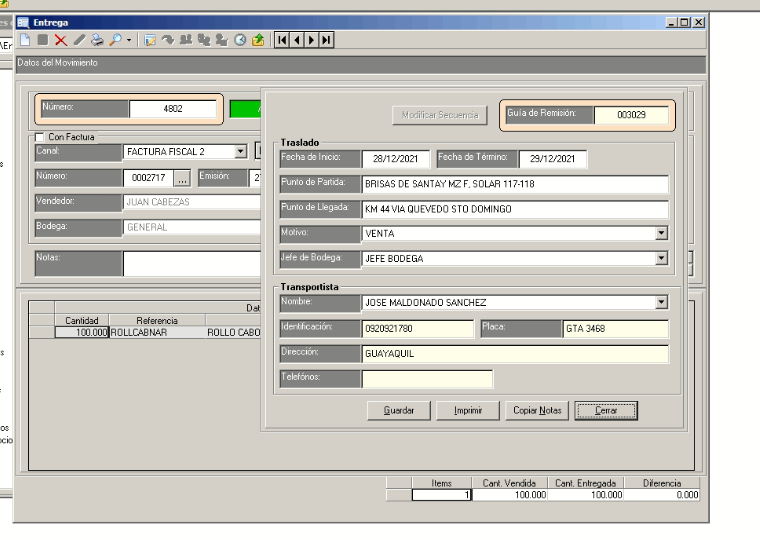 Entrega
Datos del Movimiento
Número: 4802
Modificar Secuencia Guía de Remisión: 003029
Con Factura
Canal: FACTURA FISCAL 2
Número: 0002717 ... Emisión:
Vendedor: JUAN CABEZAS
Bodega: GENERAL
Notas:
Traslado
Fecha de Inicio: 28/12/2021 Fecha de Término: 29/12/2021
Punto de Partida: BRISAS DE SANTAY MZ F, SOLAR 117-118
Punto de Llegada: KM 44 VIA QUEVEDO STO DOMINGO
Motivo: VENTA
Jefe de Bodega: JEFE BODEGA
Transportista
Nombre: JOSE MALDONADO SANCHEZ
Identificación: 0920921780 Placa: GTA 3468
Dirección: GUAYAQUIL
Teléfonos:
Guardar Imprimir Copiar Notas Cerrar
Cantidad Referencia
100.000 ROLLCABNAR ROLLO CABO
Items Cant. Vendida Cant. Entregada Diferencia
1 100.000 100.000 0.000